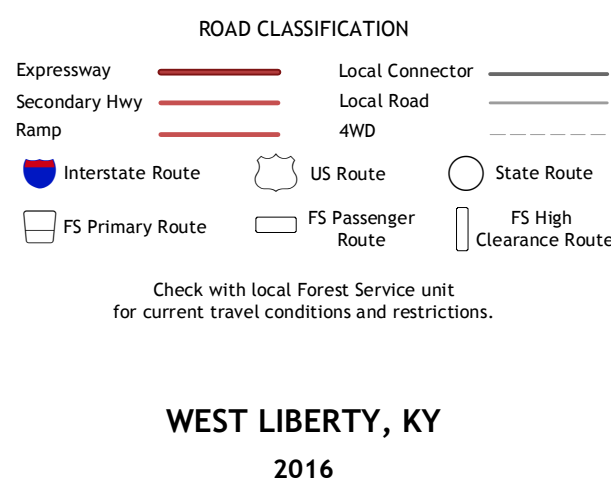 ROAD CLASSIFICATION
Expressway
Local Connector
Secondary Hwy
Local Road
Ramp
4WD
Interstate Route
US Route
State Route
FS Primary Route
FS Passenger
Route
FS High
Clearance Route
Check with local Forest Service unit
for current travel conditions and restrictions.
WEST LIBERTY, KY
2016